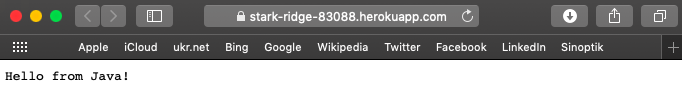 stark-ridge-83088.herokuapp.com
Apple iCloud ukr.net Bing Google Wikipedia Twitter Facebook LinkedIn Sinoptik
Hello from Java!